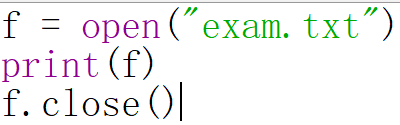 f = open("exam.txt")
print(f)
f.close()